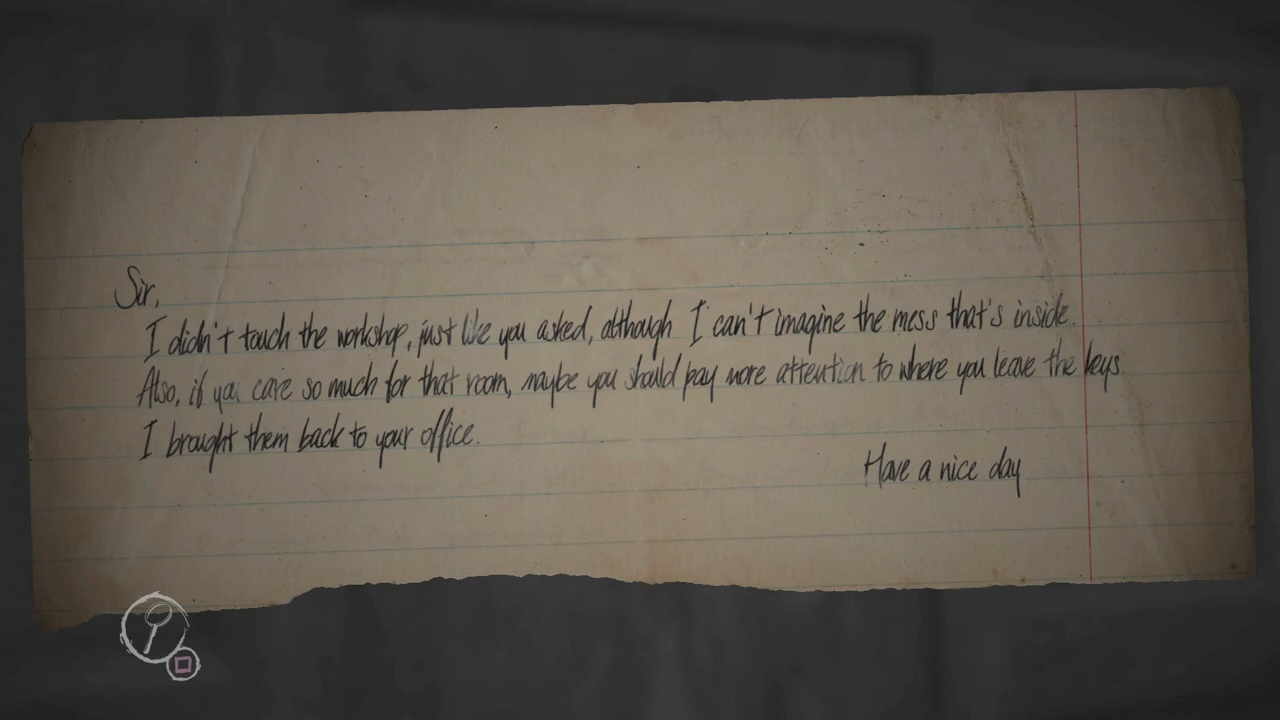 Sir,
I didn't touch the workshop, just like you asked, although I can't imagine the mess that's inside.
Also, if you care so much for that room, maybe you should pay more attention to where you leave the keys.
I brought them back to your office.
Have a nice day